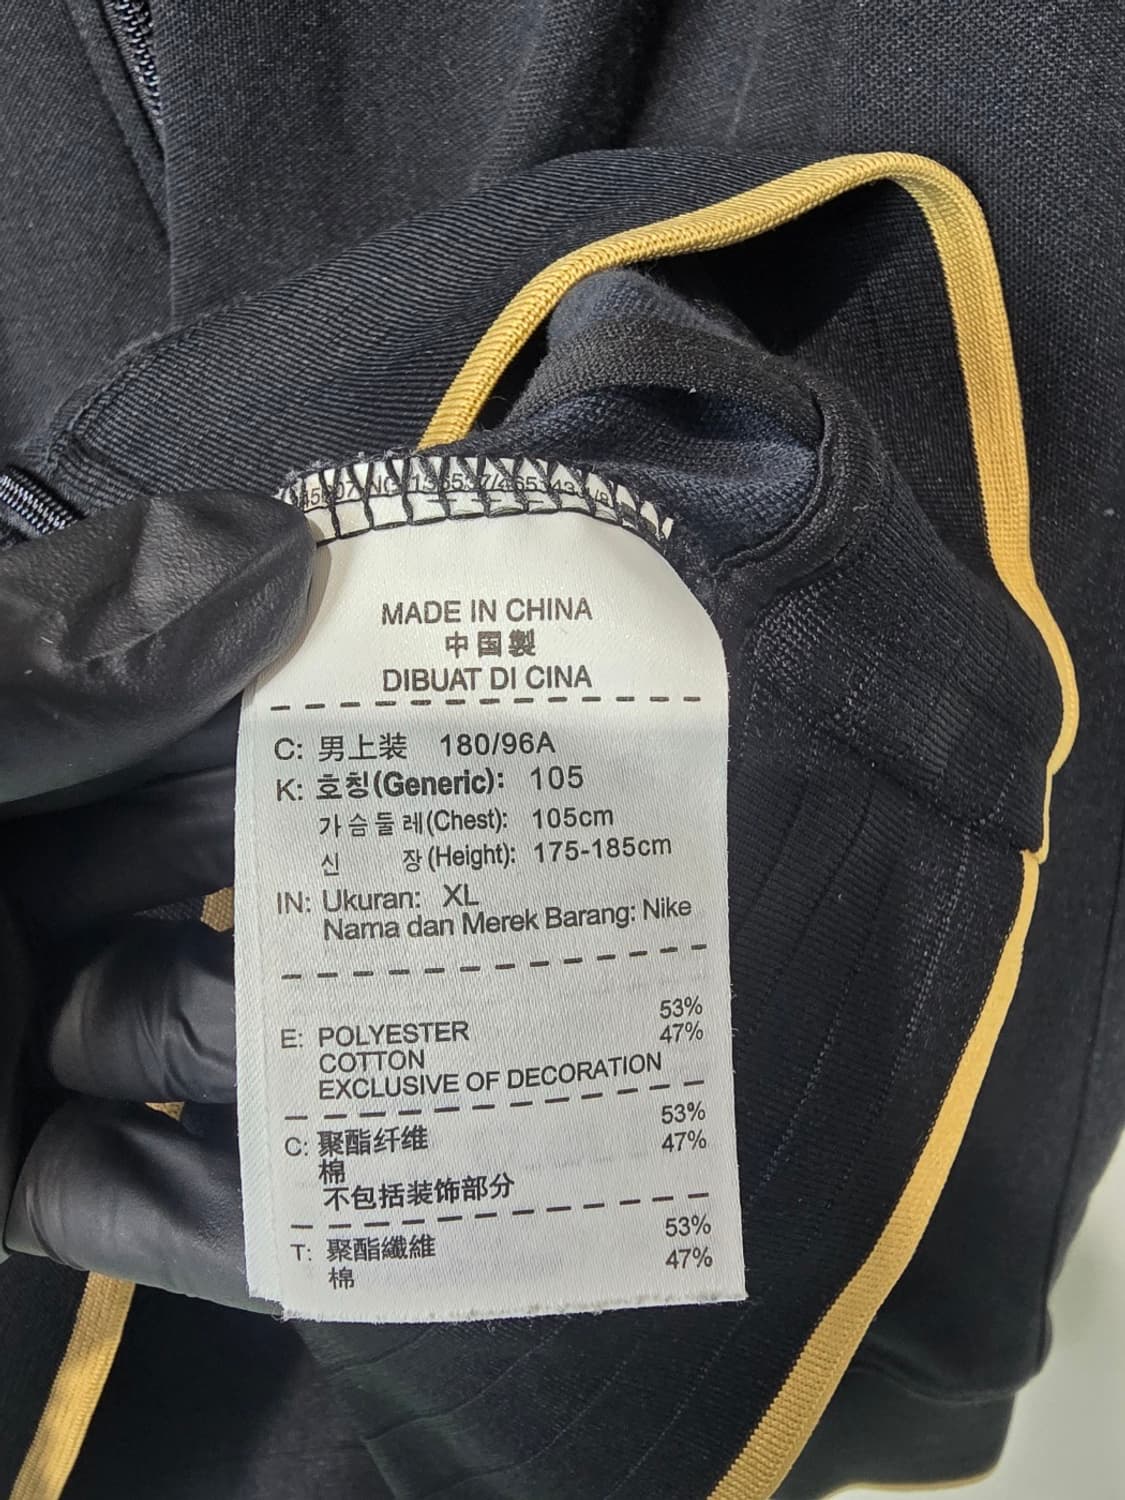 MADE IN CHINA
中国製
DIBUAT DI CINA
C: 男上装 180/96A
K: 호칭(Generic): 105
가슴둘레(Chest): 105cm
신 장(Height): 175-185cm
IN: Ukuran: XL
Nama dan Merek Barang: Nike
53%
E: POLYESTER 47%
COTTON
EXCLUSIVE OF DECORATION
53%
C: 聚酯纤维 47%
棉
不包括装饰部分
53%
T: 聚酯纖維 47%
棉